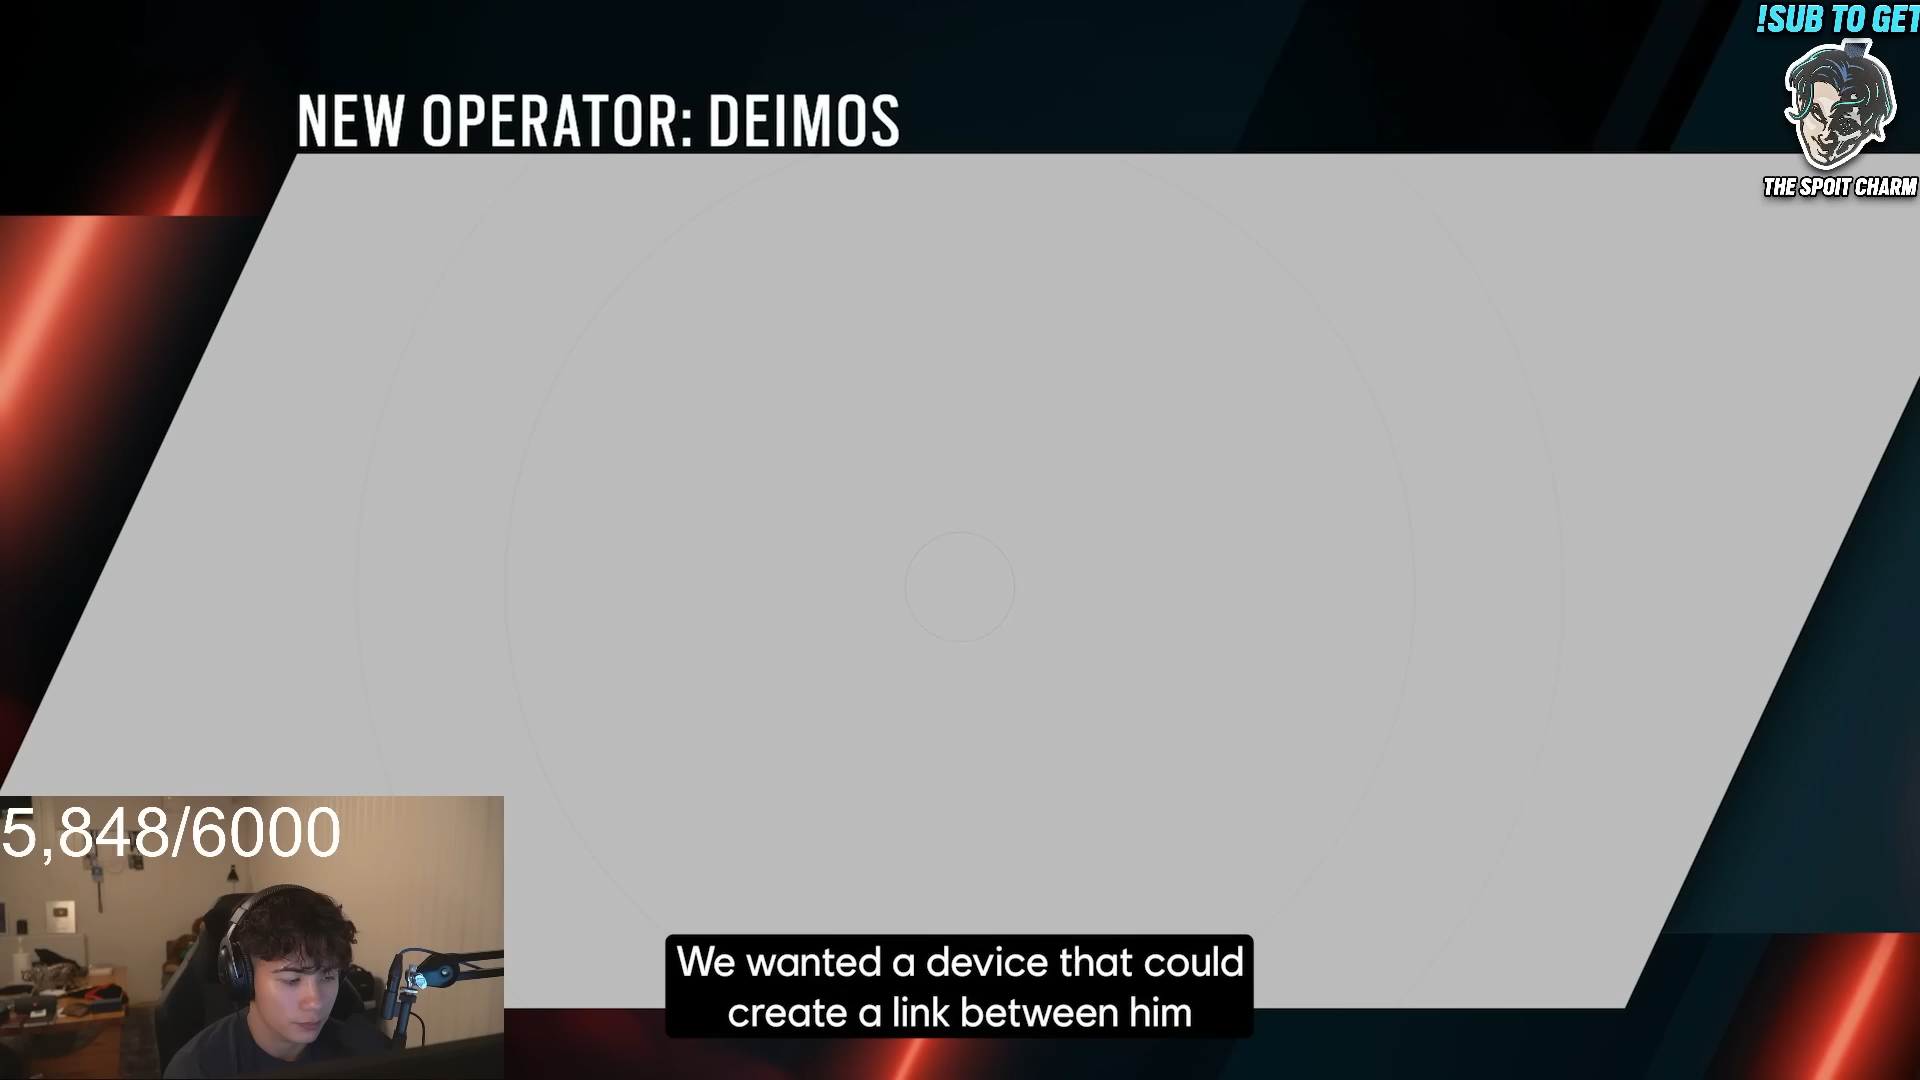 !SUB TO GET
NEW OPERATOR: DEIMOS
THE SPOIT CHARM
5,848/6000
We wanted a device that could
create a link between him